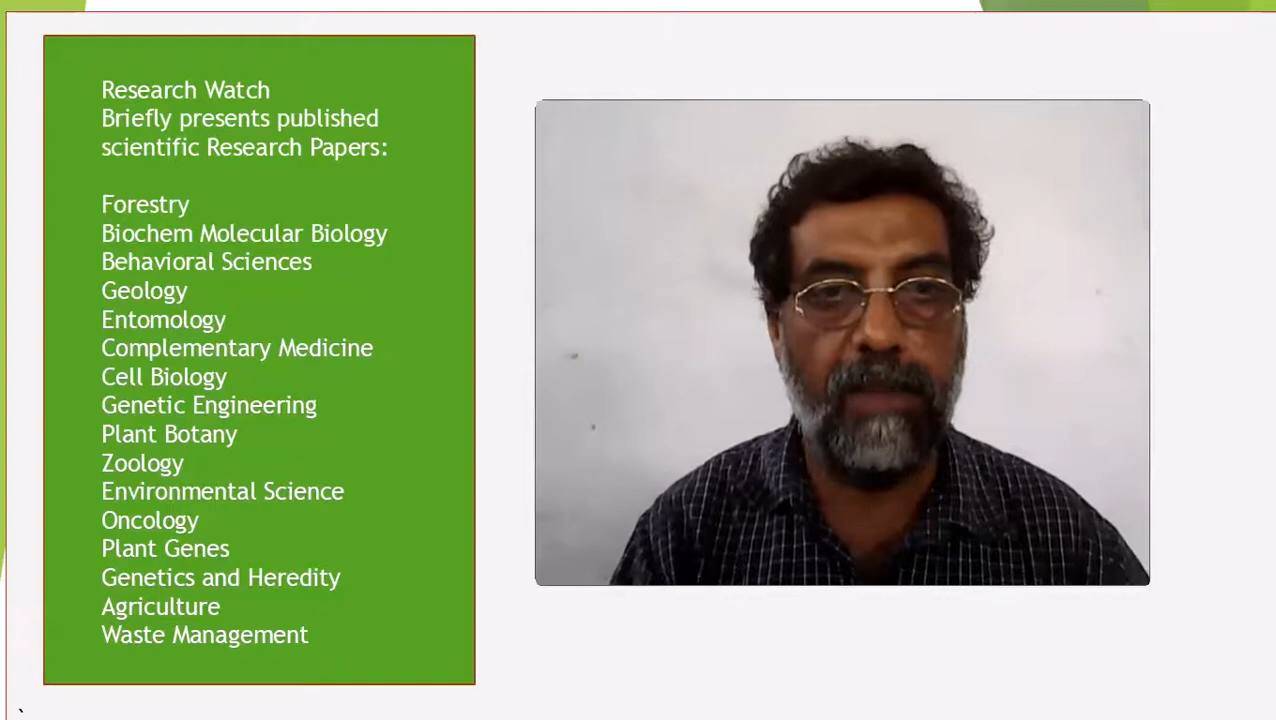 Research Watch
Briefly presents published
scientific Research Papers:
Forestry
Biochem Molecular Biology
Behavioral Sciences
Geology
Entomology
Complementary Medicine
Cell Biology
Genetic Engineering
Plant Botany
Zoology
Environmental Science
Oncology
Plant Genes
Genetics and Heredity
Agriculture
Waste Management
`